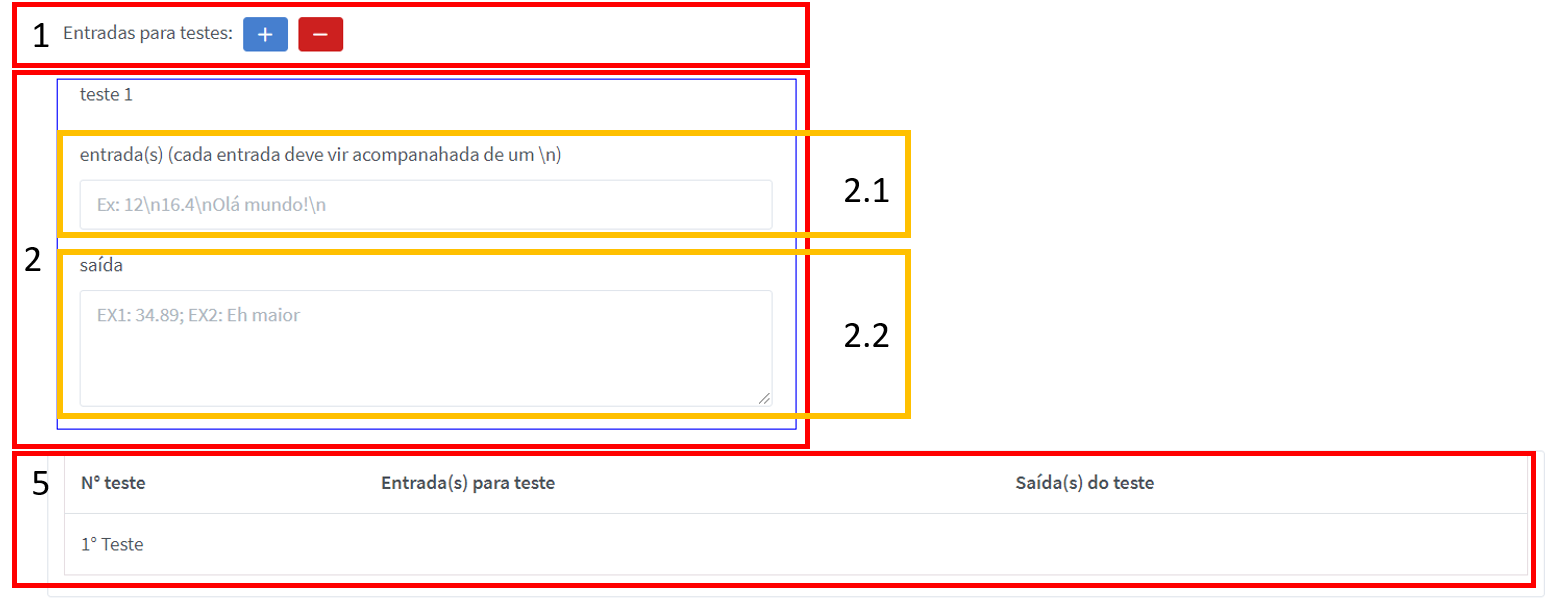 1 Entradas para testes: + −
teste 1
entrada(s) (cada entrada deve vir acompanahada de um \n)
2.1
Ex: 12\n16.4\nOlá mundo!\n
2
saída
EX1: 34.89; EX2: Eh maior
2.2
5 N° teste Entrada(s) para teste Saída(s) do teste
1° Teste